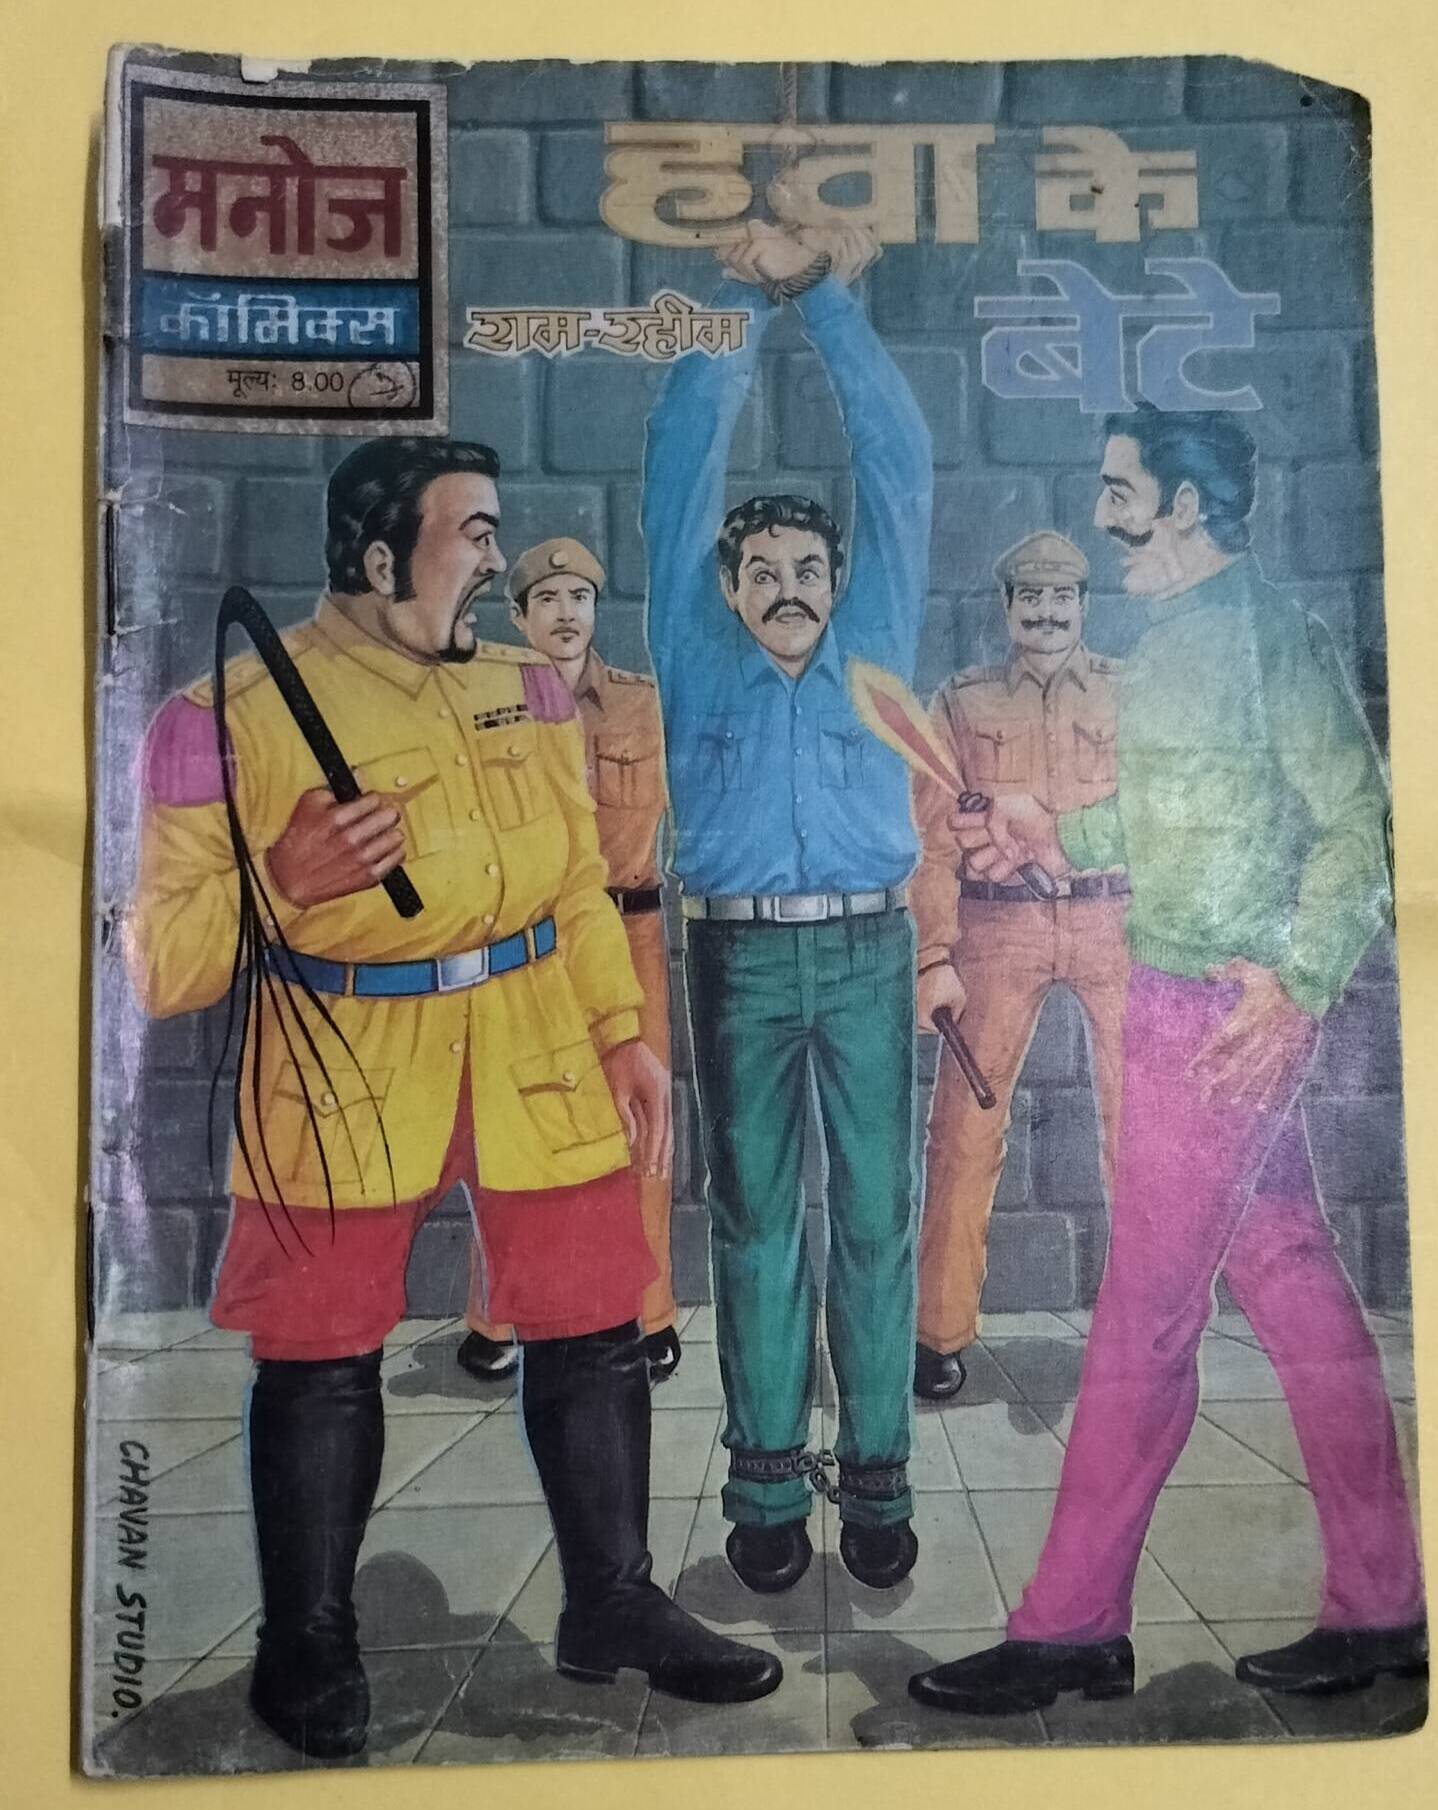 मनोज
कॉमिक्स
मूल्य: 8.00
हवा के
बेटे
राम-रहीम
CHAVAN STUDIO.